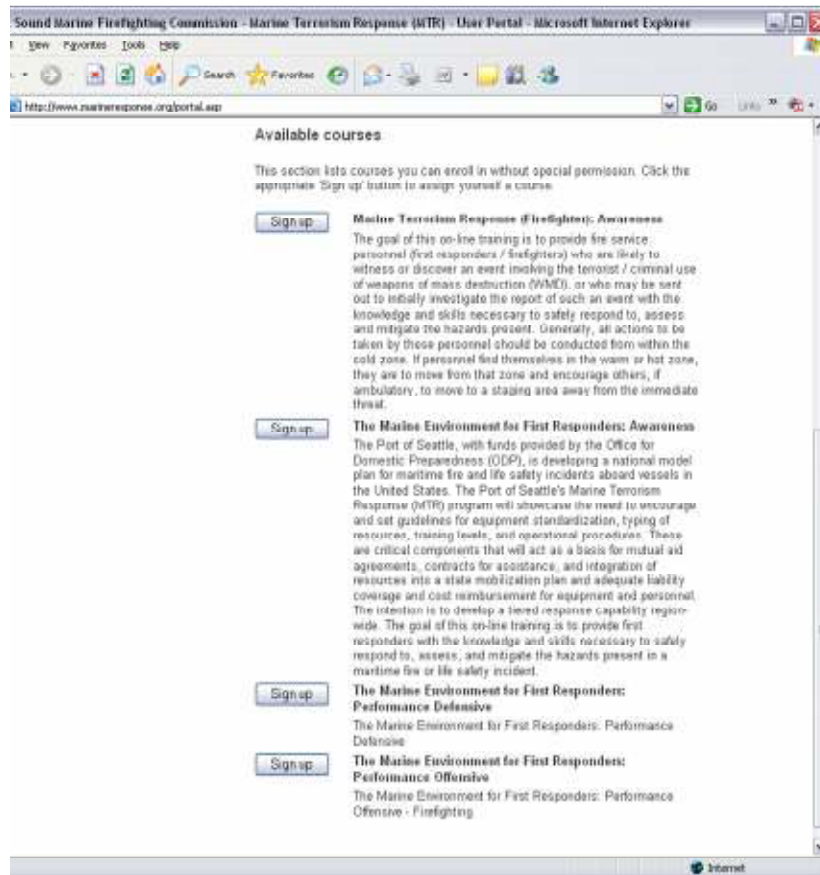 Sound Marine Firefighting Commission - Marine Terrorism Response (MTR) - User Portal - Microsoft Internet Explorer
View Favorites Tools Help
Search Favorites
http://www.marineresponse.org/portal.asp Go Links »
Available courses
This section lists courses you can enroll in without special permission. Click the
appropriate 'Sign up' button to assign yourself a course.
Sign up Marine Terrorism Response (Firefighter): Awareness
The goal of this on-line training is to provide fire service
personnel (first responders / firefighters) who are likely to
witness or discover an event involving the terrorist / criminal use
of weapons of mass destruction (WMD), or who may be sent
out to initially investigate the report of such an event with the
knowledge and skills necessary to safely respond to, assess
and mitigate the hazards present. Generally, all actions to be
taken by these personnel should be conducted from within the
cold zone. If personnel find themselves in the warm or hot zone,
they are to move from that zone and encourage others, if
ambulatory, to move to a staging area away from the immediate
threat.
Sign up The Marine Environment for First Responders: Awareness
The Port of Seattle, with funds provided by the Office for
Domestic Preparedness (ODP), is developing a national model
plan for maritime fire and life safety incidents aboard vessels in
the United States. The Port of Seattle's Marine Terrorism
Response (MTR) program will showcase the need to encourage
and set guidelines for equipment standardization, typing of
resources, training levels, and operational procedures. These
are critical components that will act as a basis for mutual aid
agreements, contracts for assistance, and integration of
resources into a state mobilization plan and adequate liability
coverage and cost reimbursement for equipment and personnel.
The intention is to develop a tiered response capability region-
wide. The goal of this on-line training is to provide first
responders with the knowledge and skills necessary to safely
respond to, assess, and mitigate the hazards present in a
maritime fire or life safety incident.
Sign up The Marine Environment for First Responders:
Performance Defensive
The Marine Environment for First Responders: Performance
Defensive
Sign up The Marine Environment for First Responders:
Performance Offensive
The Marine Environment for First Responders: Performance
Offensive - Firefighting
Internet